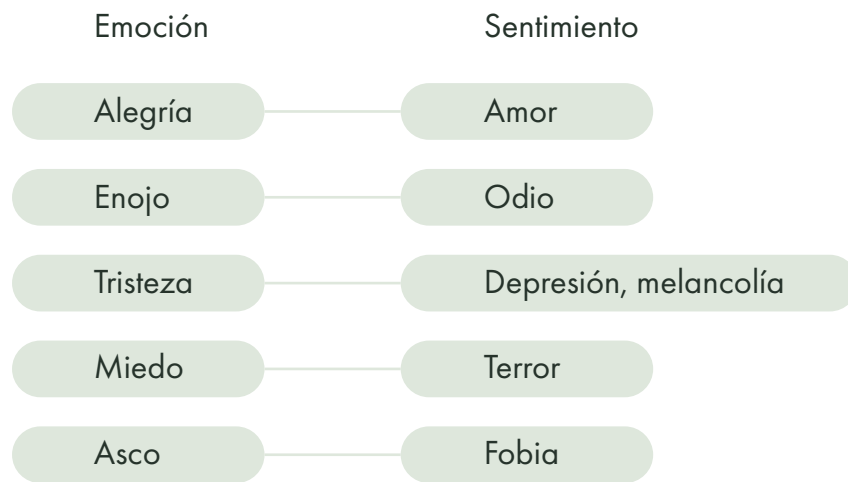 Emoción Sentimiento
Alegría Amor
Enojo Odio
Tristeza Depresión, melancolía
Miedo Terror
Asco Fobia